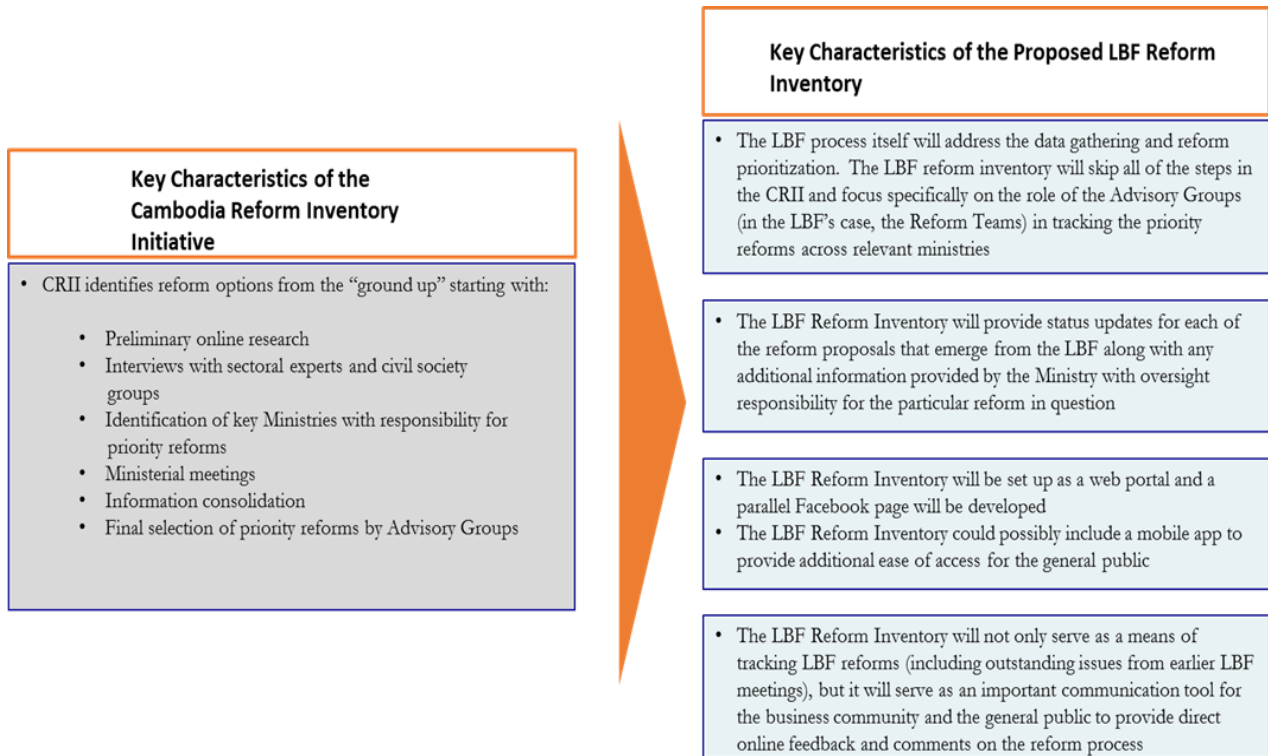 Key Characteristics of the
Cambodia Reform Inventory
Initiative
• CRII identifies reform options from the “ground up” starting with:
• Preliminary online research
• Interviews with sectoral experts and civil society
groups
• Identification of key Ministries with responsibility for
priority reforms
• Ministerial meetings
• Information consolidation
• Final selection of priority reforms by Advisory Groups
Key Characteristics of the Proposed LBF Reform
Inventory
• The LBF process itself will address the data gathering and reform
prioritization. The LBF reform inventory will skip all of the steps in
the CRII and focus specifically on the role of the Advisory Groups
(in the LBF’s case, the Reform Teams) in tracking the priority
reforms across relevant ministries
• The LBF Reform Inventory will provide status updates for each of
the reform proposals that emerge from the LBF along with any
additional information provided by the Ministry with oversight
responsibility for the particular reform in question
• The LBF Reform Inventory will be set up as a web portal and a
parallel Facebook page will be developed
• The LBF Reform Inventory could possibly include a mobile app to
provide additional ease of access for the general public
• The LBF Reform Inventory will not only serve as a means of
tracking LBF reforms (including outstanding issues from earlier LBF
meetings), but it will serve as an important communication tool for
the business community and the general public to provide direct
online feedback and comments on the reform process